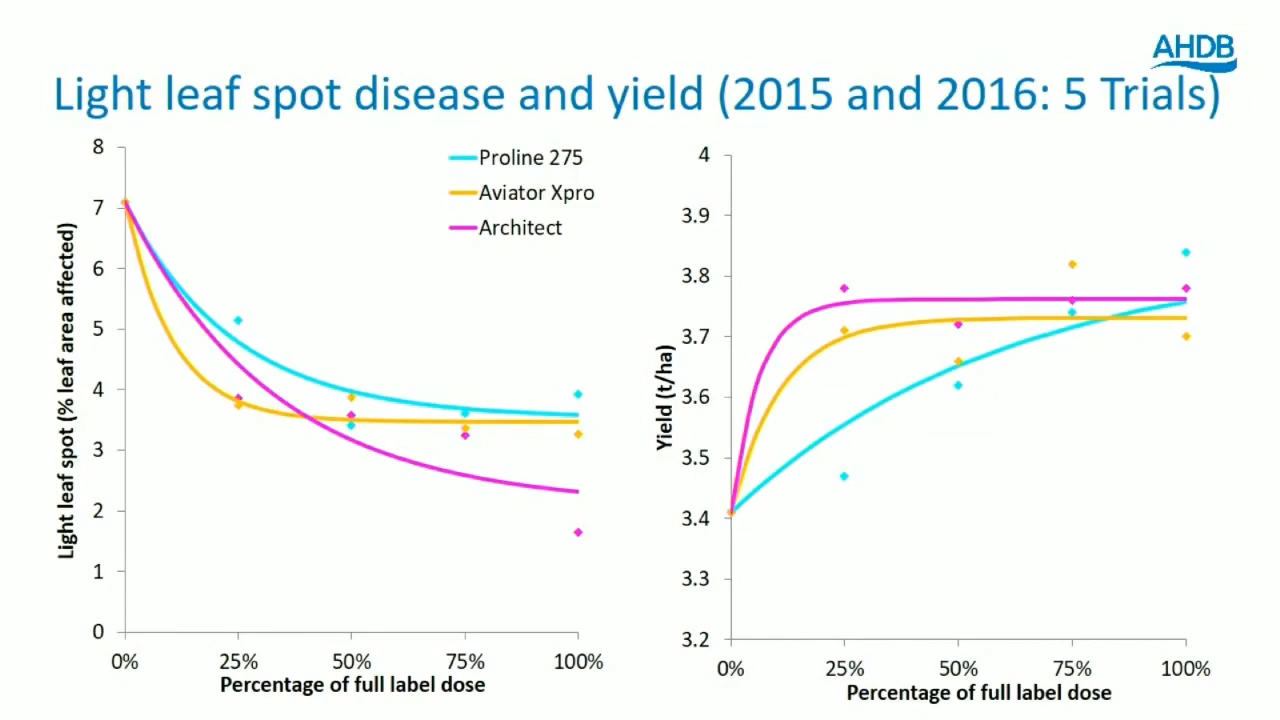 AHDB
Light leaf spot disease and yield (2015 and 2016: 5 Trials)
8
7
6
5
4
3
2
1
0
Light leaf spot (% leaf area affected)
0% 25% 50% 75% 100%
Percentage of full label dose
Proline 275
Aviator Xpro
Architect
4
3.9
3.8
3.7
3.6
3.5
3.4
3.3
3.2
Yield (t/ha)
0% 25% 50% 75% 100%
Percentage of full label dose